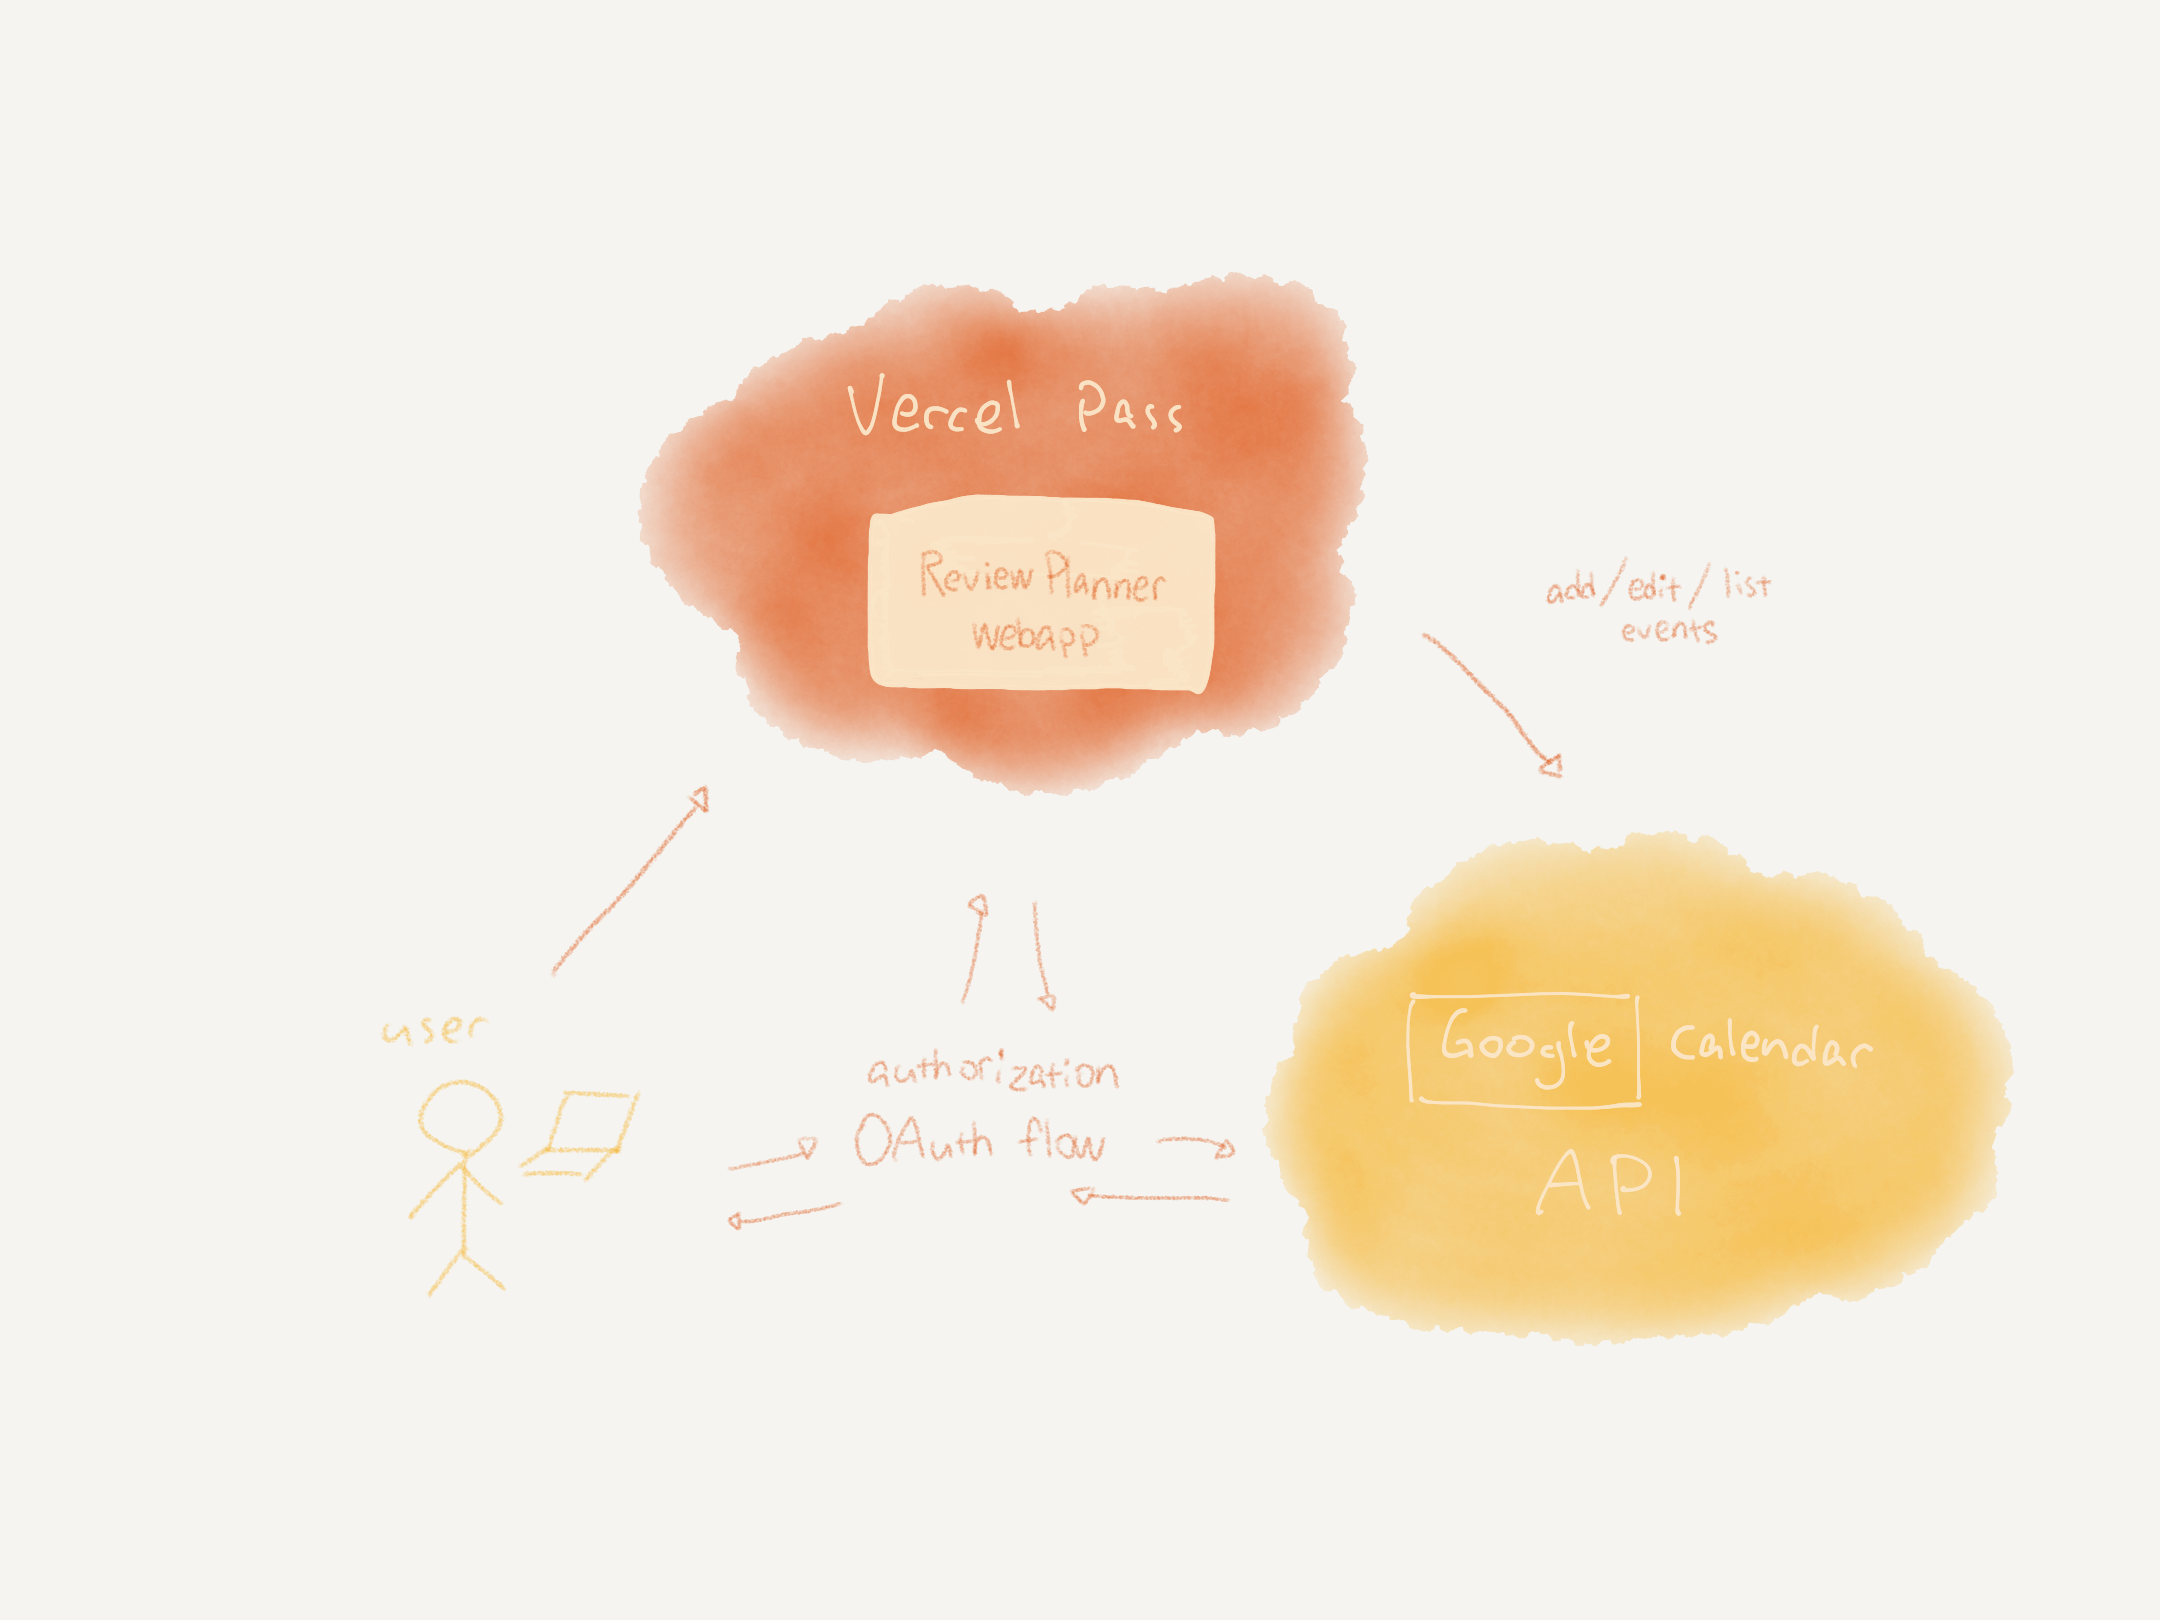 Vercel Pass
Review Planner
webapp
add/edit/list
events
user
authorization
OAuth flow
Google Calendar
API